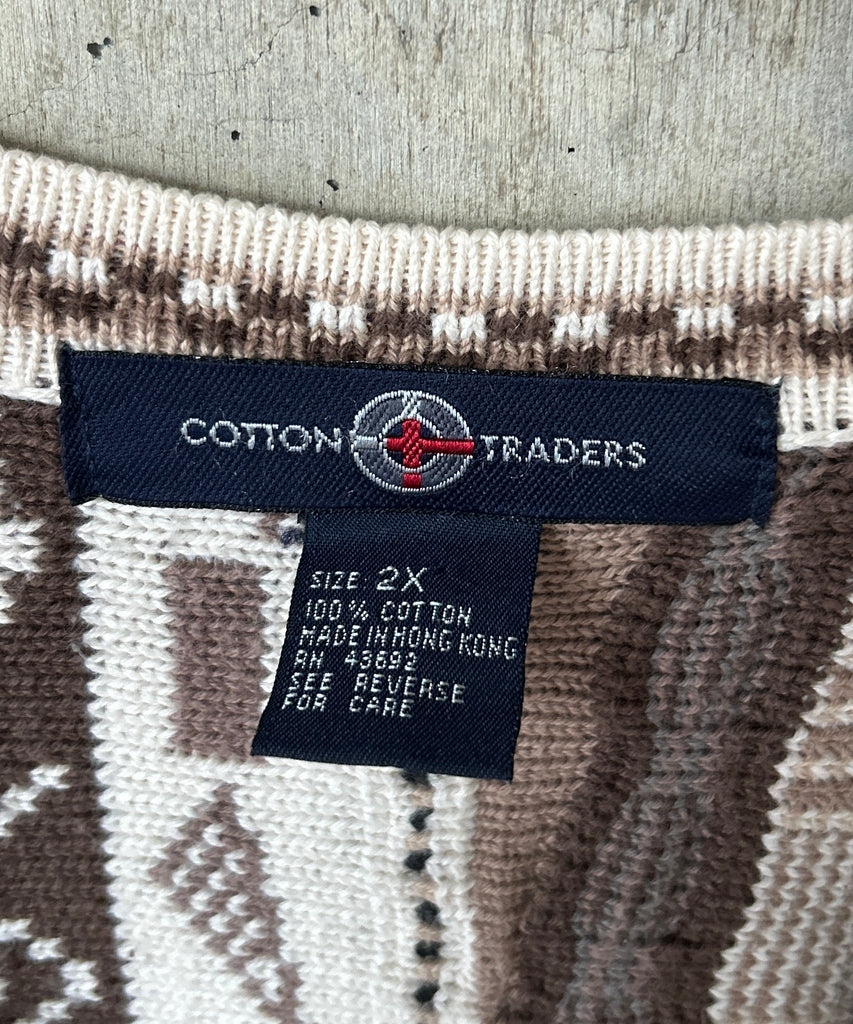 COTTON TRADERS
SIZE: 2X
100% COTTON
MADE IN HONG KONG
RN 43692
SEE REVERSE
FOR CARE